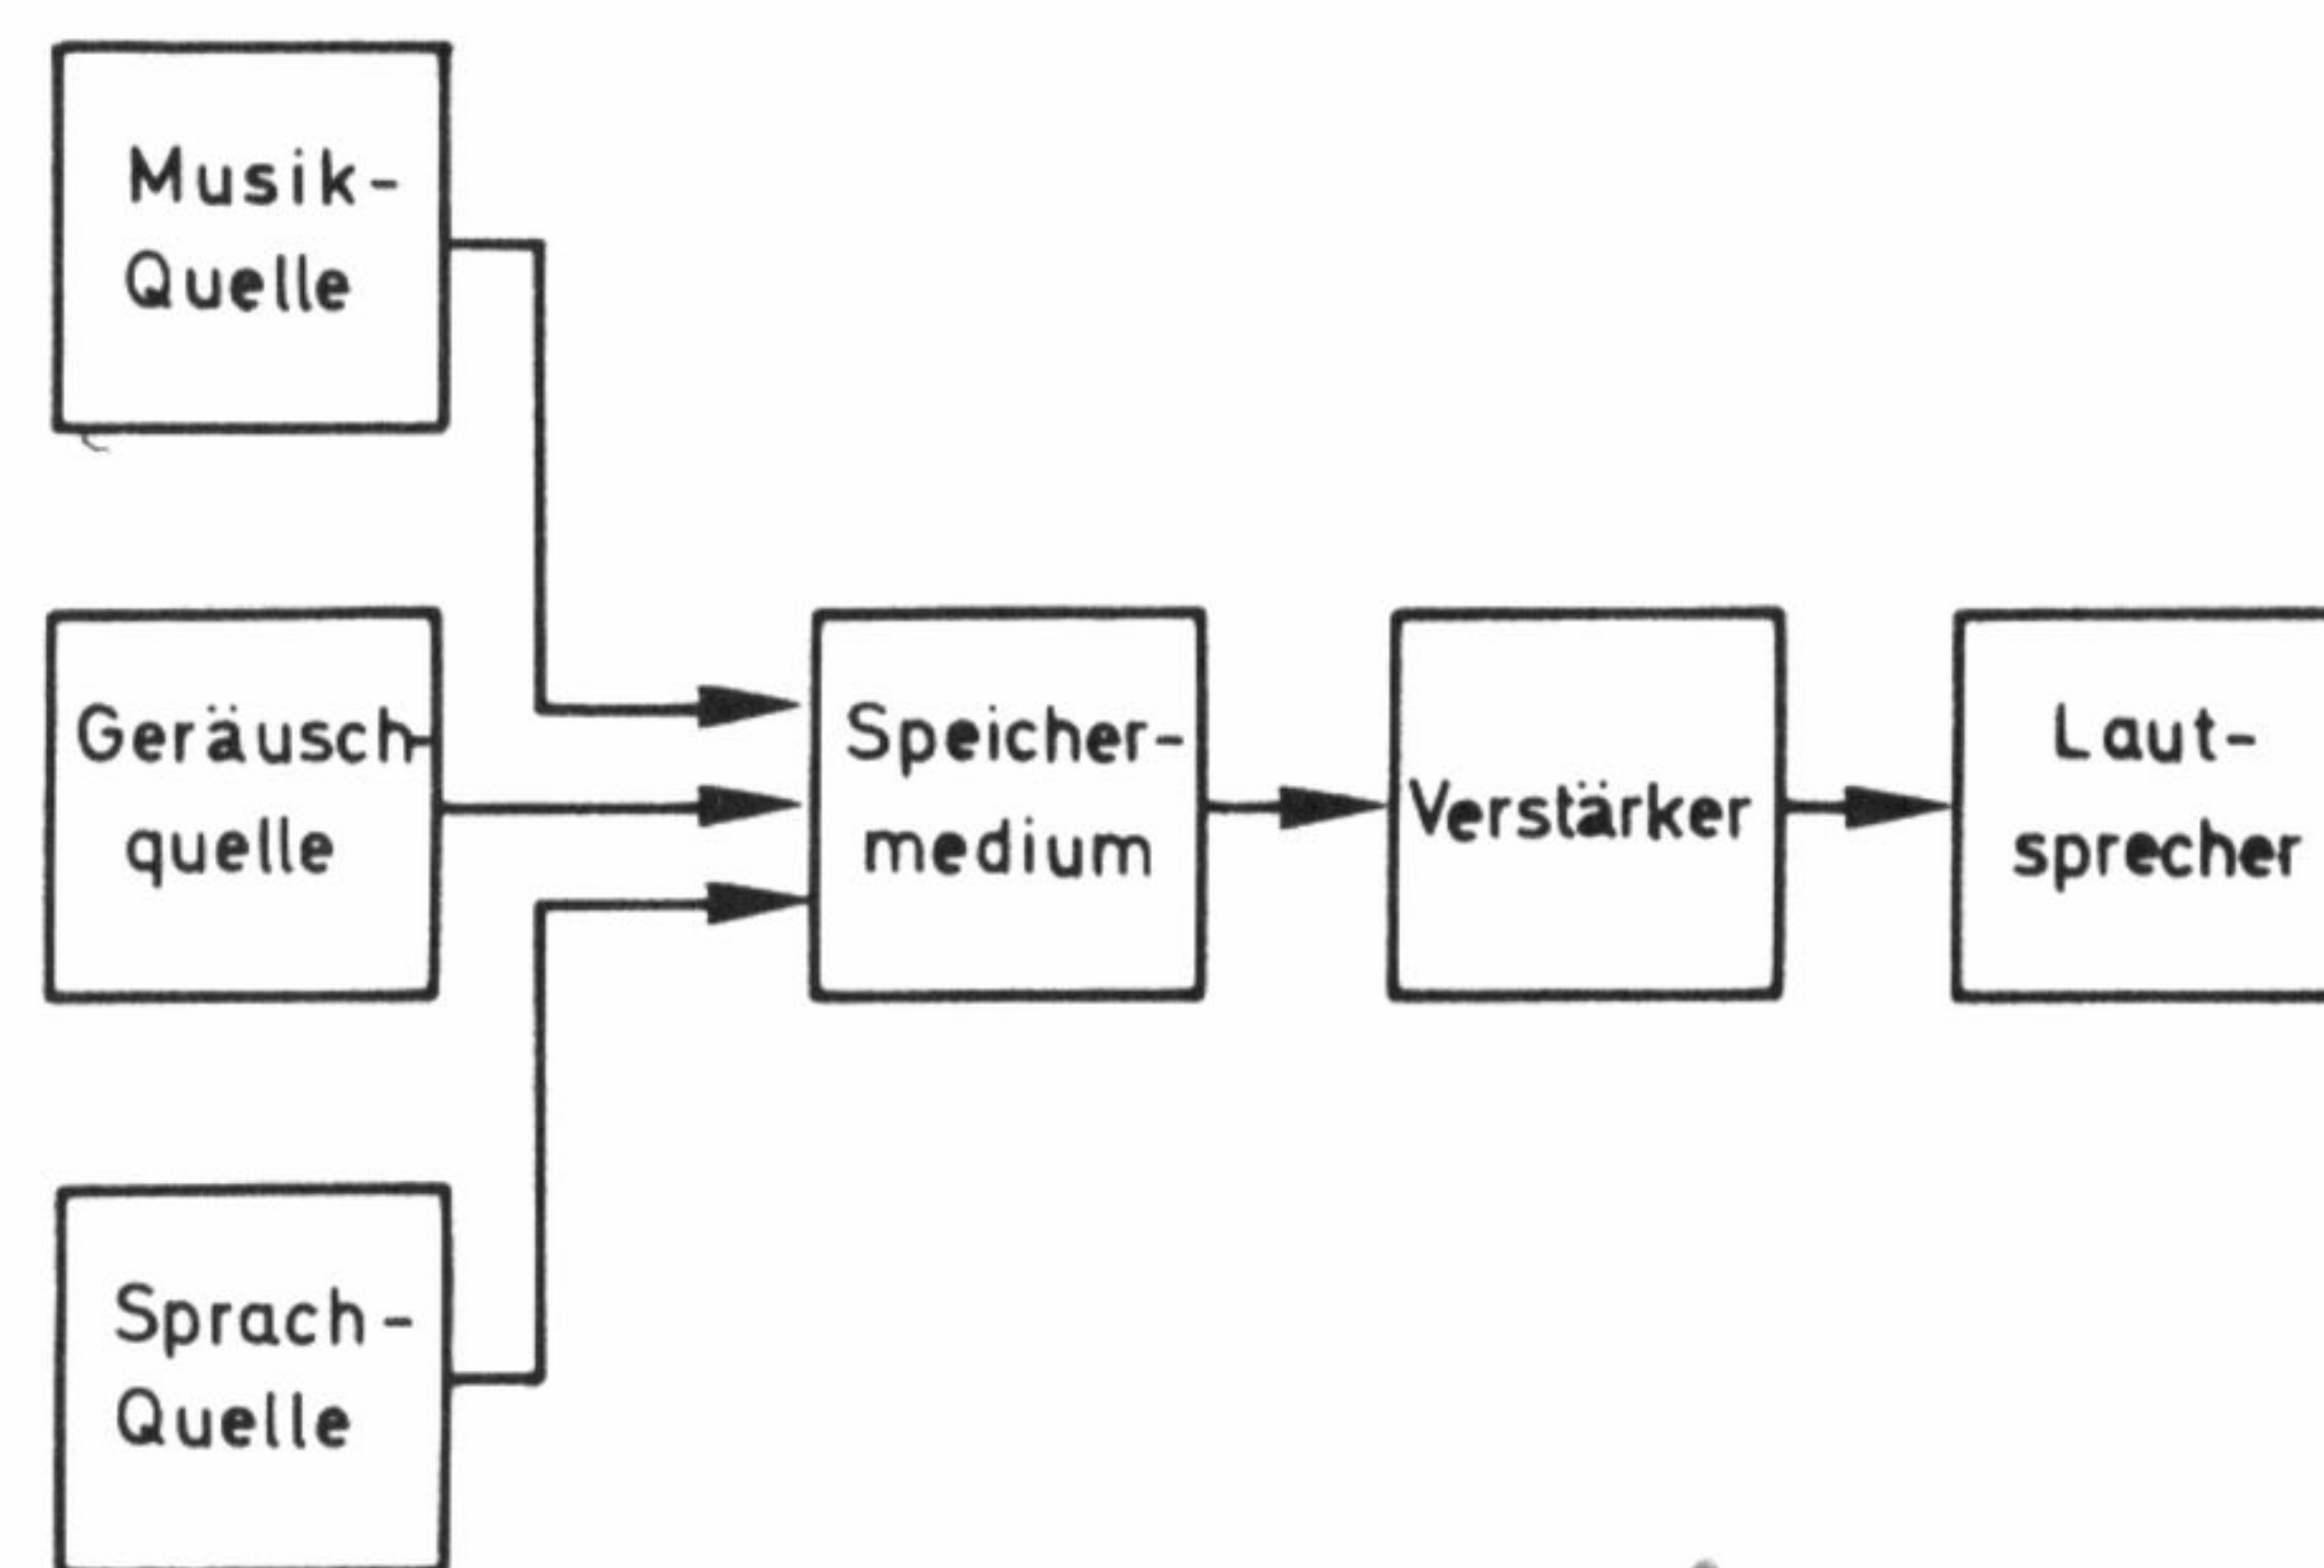 Musik-
Quelle
Geräusch-
quelle
Sprach-
Quelle
Speicher-
medium
Verstärker
Laut-
sprecher